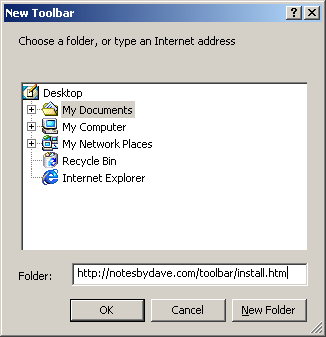 New Toolbar
Choose a folder, or type an Internet address
Desktop
My Documents
My Computer
My Network Places
Recycle Bin
Internet Explorer
Folder: http://notesbydave.com/toolbar/install.htm
OK Cancel New Folder